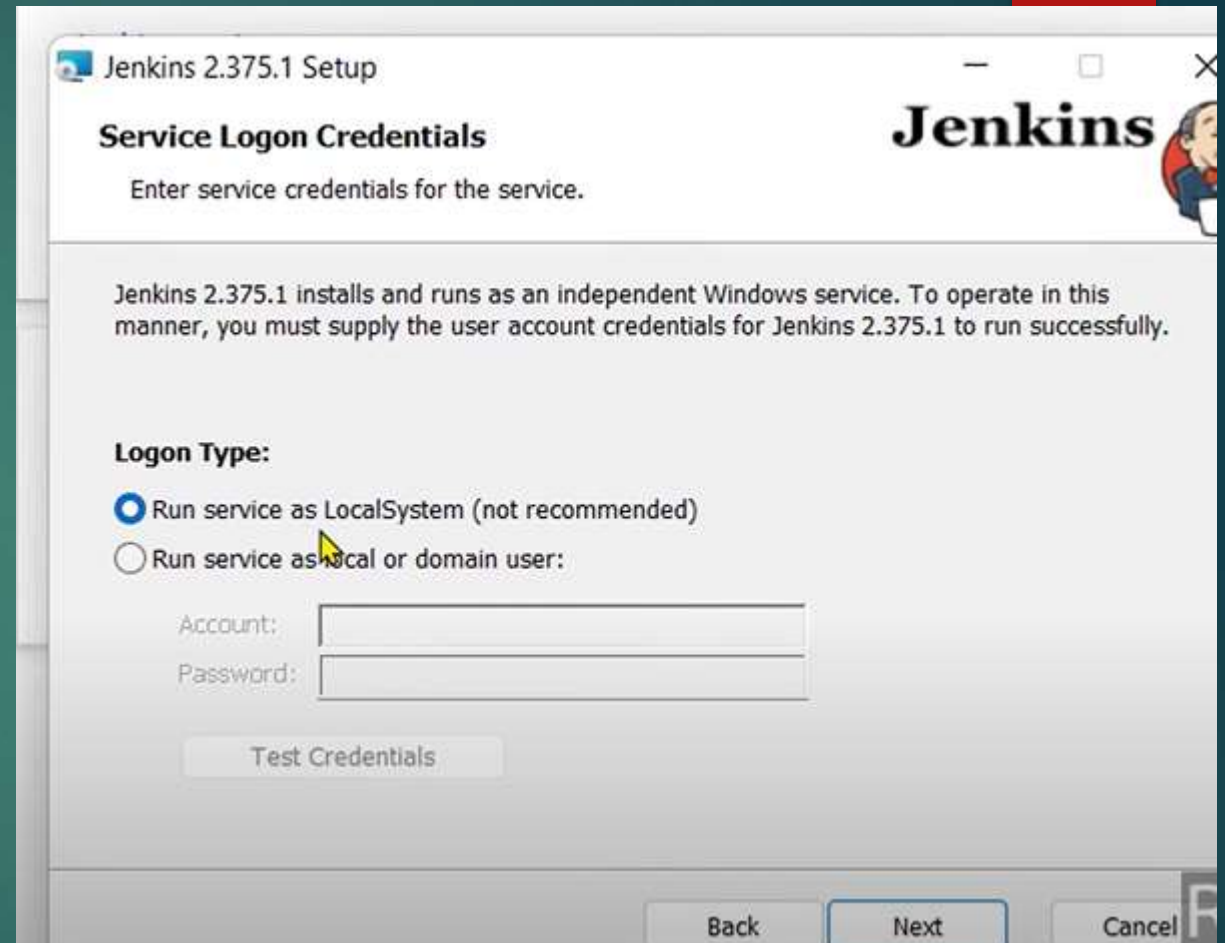 Jenkins 2.375.1 Setup
Service Logon Credentials
Jenkins
Enter service credentials for the service.
Jenkins 2.375.1 installs and runs as an independent Windows service. To operate in this
manner, you must supply the user account credentials for Jenkins 2.375.1 to run successfully.
Logon Type:
Run service as LocalSystem (not recommended)
Run service as local or domain user:
Account:
Password:
Test Credentials
Back
Next
Cancel